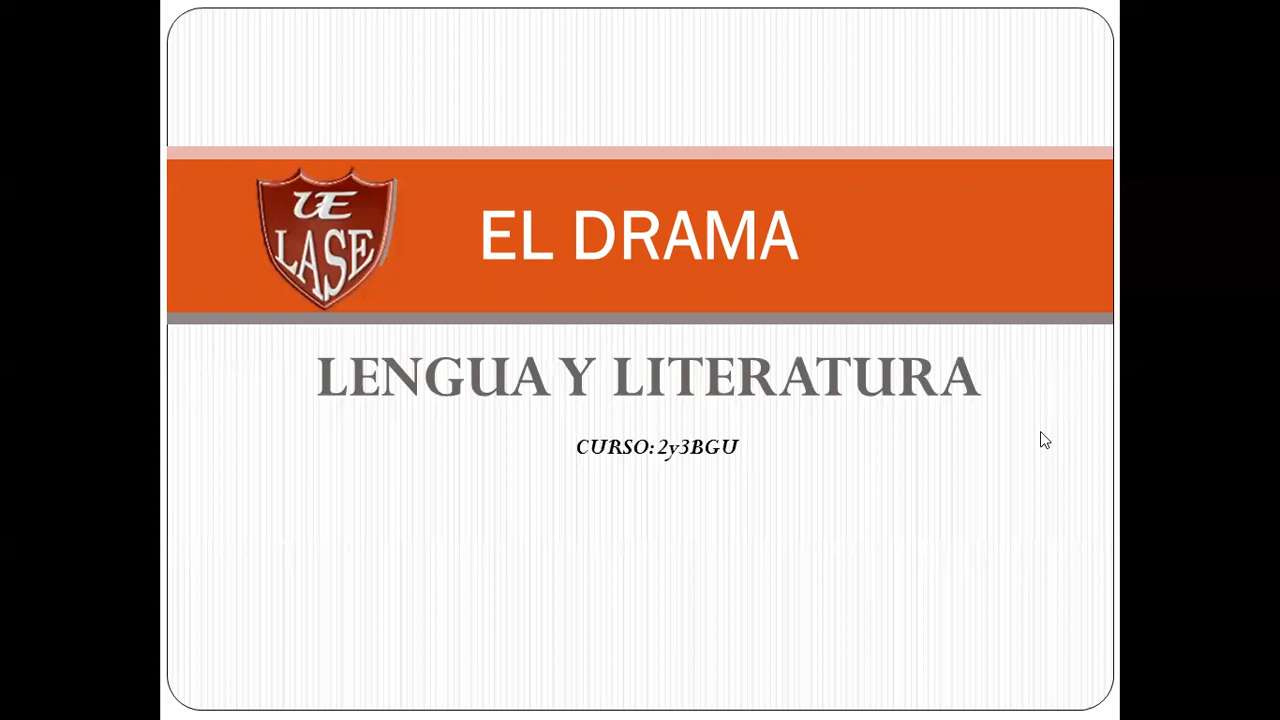 UE
LASE
EL DRAMA
LENGUA Y LITERATURA
CURSO: 2y3BGU